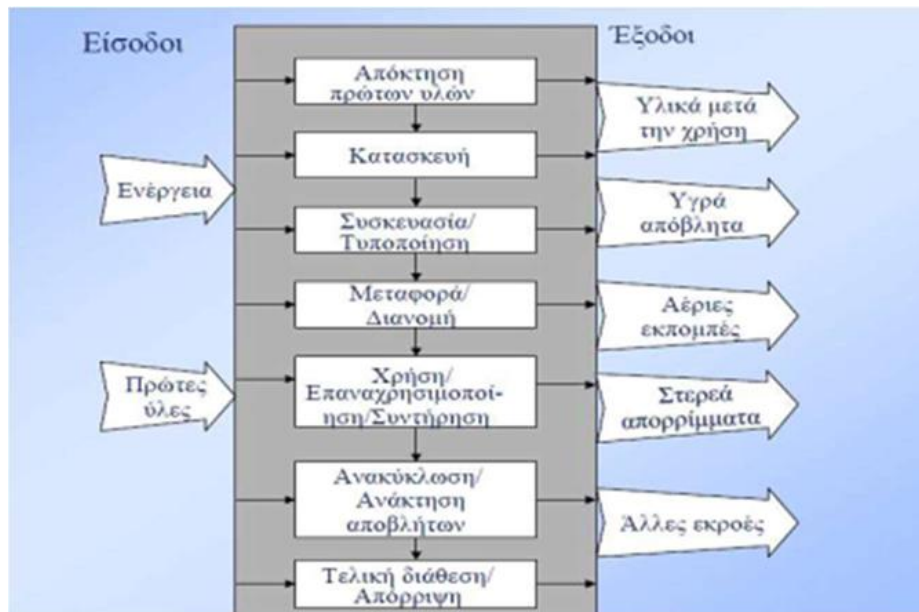 Είσοδοι
Έξοδοι
Ενέργεια
Πρώτες
ύλες
Απόκτηση
πρώτων υλών
Κατασκευή
Συσκευασία/
Τυποποίηση
Μεταφορά/
Διανομή
Χρήση/
Επαναχρησιμοποί-
ηση/Συντήρηση
Ανακύκλωση/
Ανάκτηση
αποβλήτων
Τελική διάθεση/
Απόρριψη
Υλικά μετά
την χρήση
Υγρά
απόβλητα
Αέριες
εκπομπές
Στερεά
απορρίμματα
Άλλες εκροές